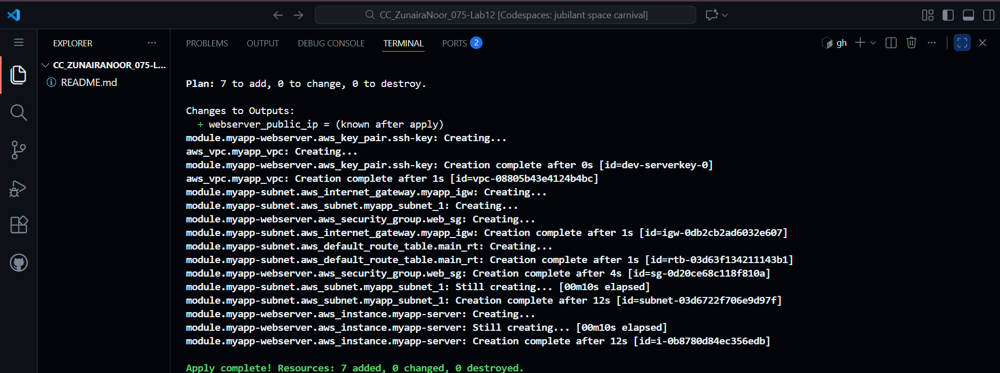 CC_ZunairaNoor_075-Lab12 [Codespaces: jubilant space carnival]
EXPLORER
PROBLEMS OUTPUT DEBUG CONSOLE TERMINAL PORTS 2
gh
CC_ZUNAIRANOOR_075-L...
README.md
Plan: 7 to add, 0 to change, 0 to destroy.
Changes to Outputs:
+ webserver_public_ip = (known after apply)
module.myapp-webserver.aws_key_pair.ssh-key: Creating...
aws_vpc.myapp_vpc: Creating...
module.myapp-webserver.aws_key_pair.ssh-key: Creation complete after 0s [id=dev-serverkey-0]
aws_vpc.myapp_vpc: Creation complete after 1s [id=vpc-08805b43e4124b4bc]
module.myapp-subnet.aws_internet_gateway.myapp_igw: Creating...
module.myapp-subnet.aws_subnet.myapp_subnet_1: Creating...
module.myapp-webserver.aws_security_group.web_sg: Creating...
module.myapp-subnet.aws_internet_gateway.myapp_igw: Creation complete after 1s [id=igw-0db2cb2ad6032e607]
module.myapp-subnet.aws_default_route_table.main_rt: Creating...
module.myapp-subnet.aws_default_route_table.main_rt: Creation complete after 1s [id=rtb-03d63f134211143b1]
module.myapp-webserver.aws_security_group.web_sg: Creation complete after 4s [id=sg-0d20ce68c118f810a]
module.myapp-subnet.aws_subnet.myapp_subnet_1: Still creating... [00m10s elapsed]
module.myapp-subnet.aws_subnet.myapp_subnet_1: Creation complete after 12s [id=subnet-03d6722f706e9d97f]
module.myapp-webserver.aws_instance.myapp-server: Creating...
module.myapp-webserver.aws_instance.myapp-server: Still creating... [00m10s elapsed]
module.myapp-webserver.aws_instance.myapp-server: Creation complete after 12s [id=i-0b8780d84ec356edb]
Apply complete! Resources: 7 added, 0 changed, 0 destroyed.